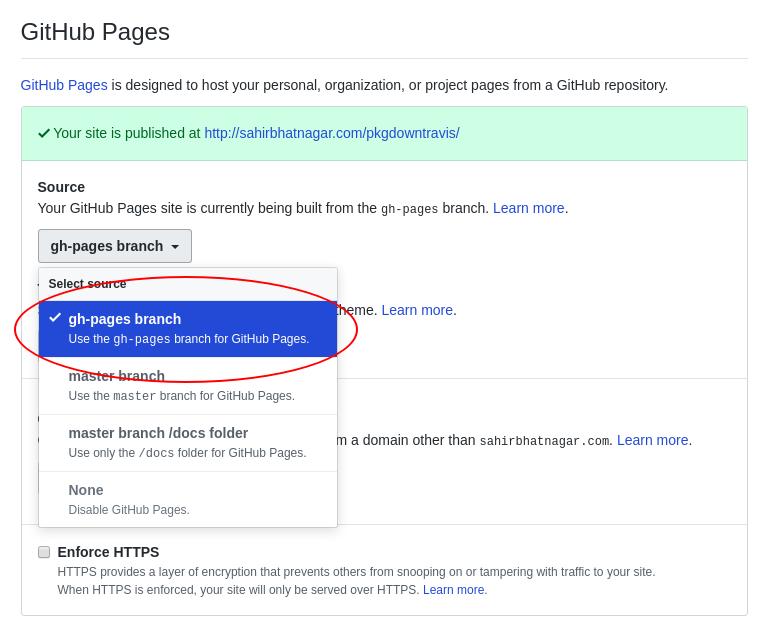 GitHub Pages
GitHub Pages is designed to host your personal, organization, or project pages from a GitHub repository.
Your site is published at http://sahirbhatnagar.com/pkgdowntravis/
Source
Your GitHub Pages site is currently being built from the gh-pages branch. Learn more.
gh-pages branch
Select source
theme. Learn more.
gh-pages branch
Use the gh-pages branch for GitHub Pages.
master branch
Use the master branch for GitHub Pages.
master branch /docs folder
a domain other than sahirbhatnagar.com. Learn more.
Use only the /docs folder for GitHub Pages.
None
Disable GitHub Pages.
Enforce HTTPS
HTTPS provides a layer of encryption that prevents others from snooping on or tampering with traffic to your site.
When HTTPS is enforced, your site will only be served over HTTPS. Learn more.